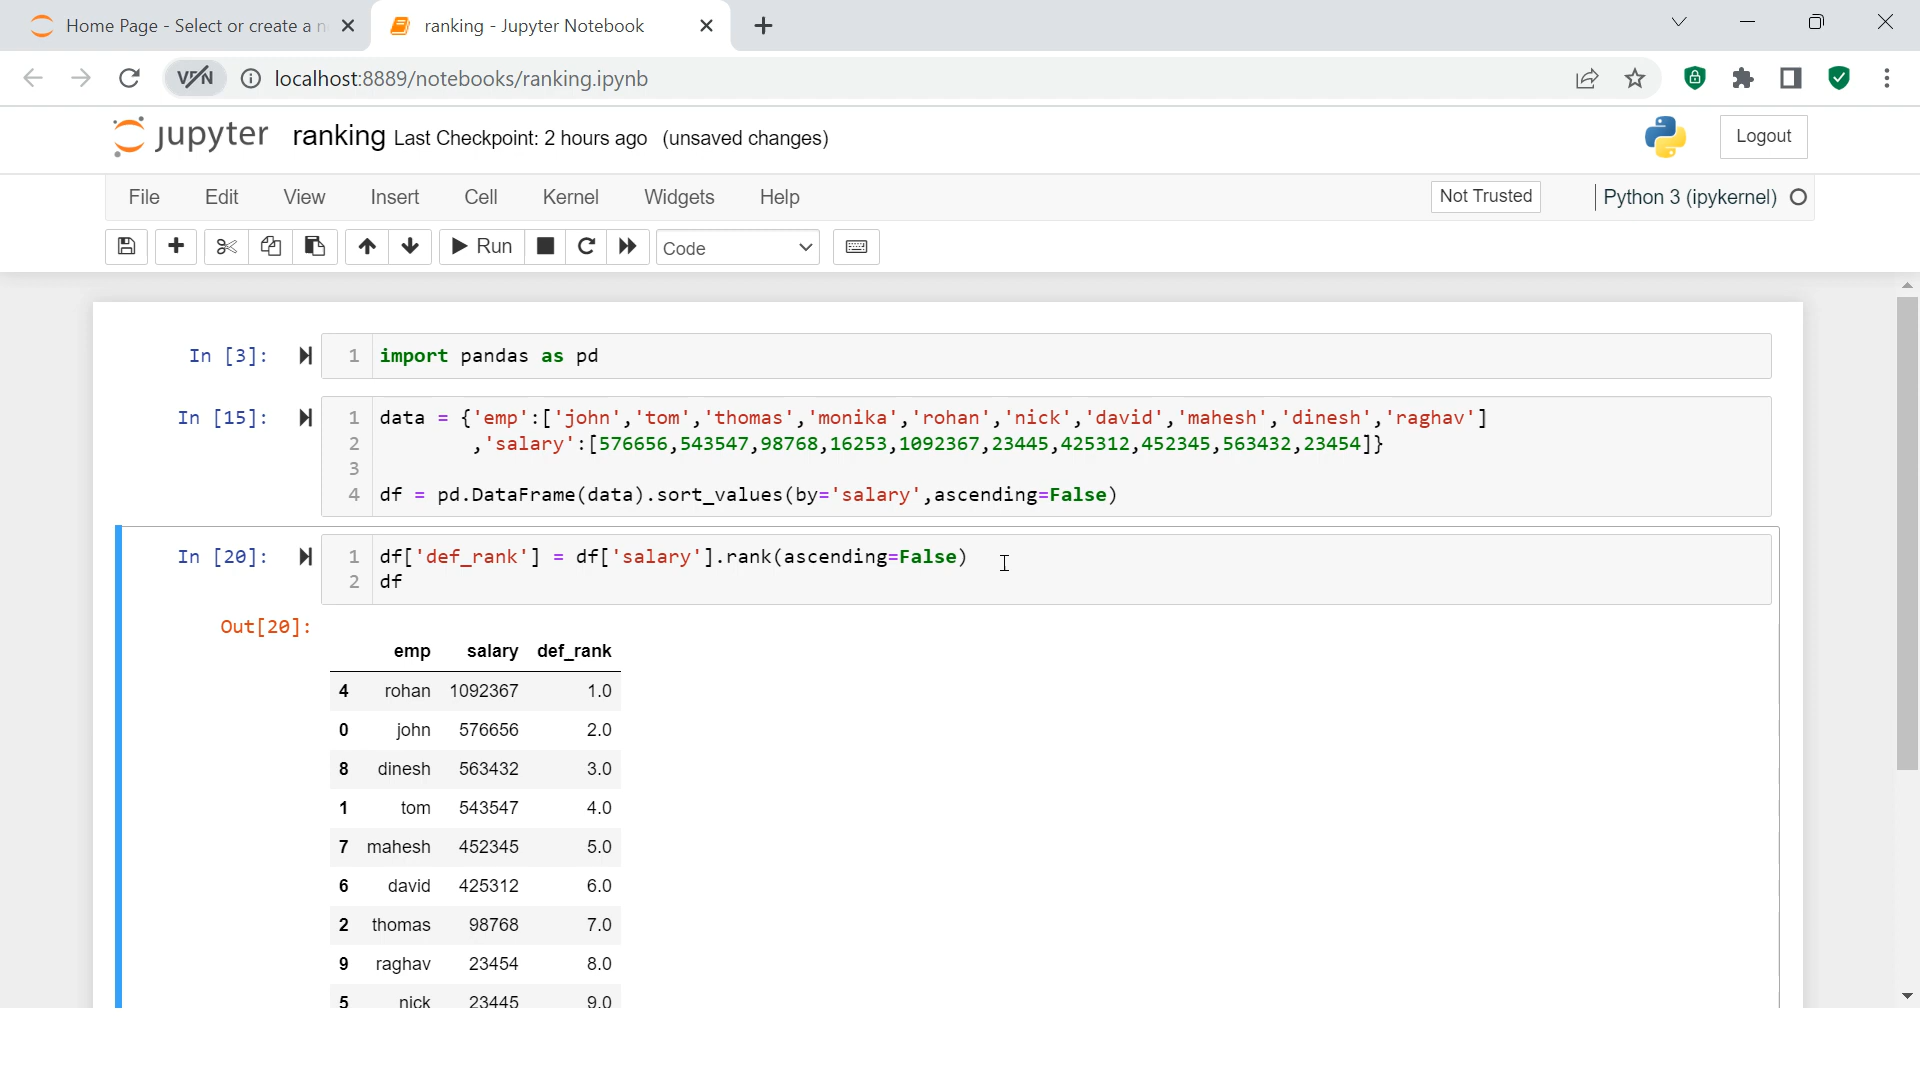 Home Page - Select or create a n
ranking - Jupyter Notebook
VPN localhost:8889/notebooks/ranking.ipynb
jupyter ranking Last Checkpoint: 2 hours ago (unsaved changes) Logout
File Edit View Insert Cell Kernel Widgets Help Not Trusted Python 3 (ipykernel)
Run Code
In [3]: 1 import pandas as pd
In [15]: 1 data = {'emp':['john','tom','thomas','monika','rohan','nick','david','mahesh','dinesh','raghav']
2 ,'salary':[576656,543547,98768,16253,1092367,23445,425312,452345,563432,23454]}
3
4 df = pd.DataFrame(data).sort_values(by='salary',ascending=False)
In [20]: 1 df['def_rank'] = df['salary'].rank(ascending=False)
2 df
Out[20]:
emp salary def_rank
4 rohan 1092367 1.0
0 john 576656 2.0
8 dinesh 563432 3.0
1 tom 543547 4.0
7 mahesh 452345 5.0
6 david 425312 6.0
2 thomas 98768 7.0
9 raghav 23454 8.0
5 nick 23445 9.0